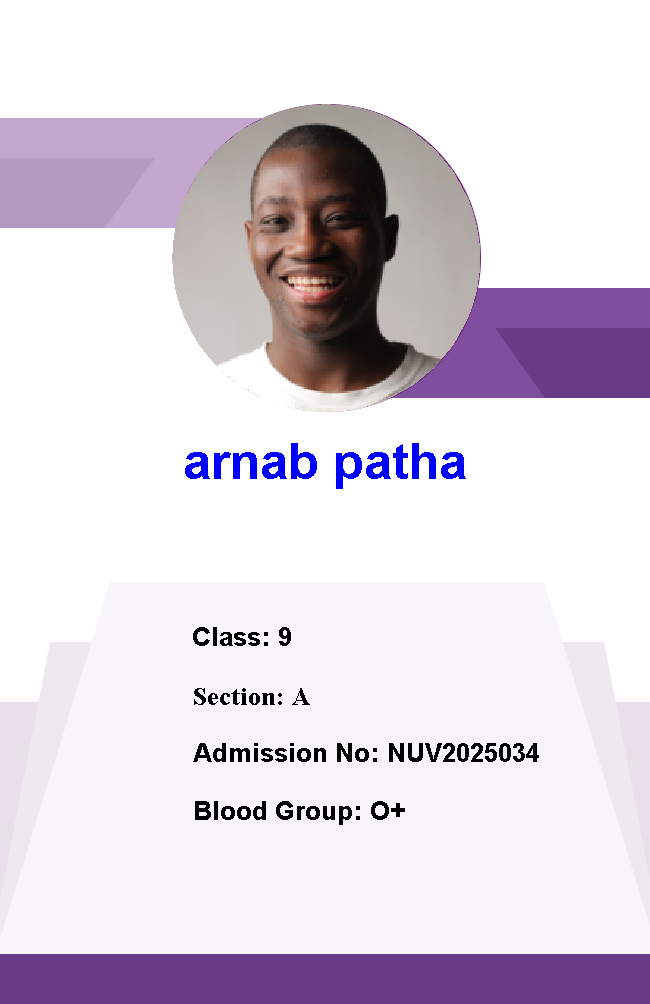 arnab patha
Class: 9
Section: A
Admission No: NUV2025034
Blood Group: O+